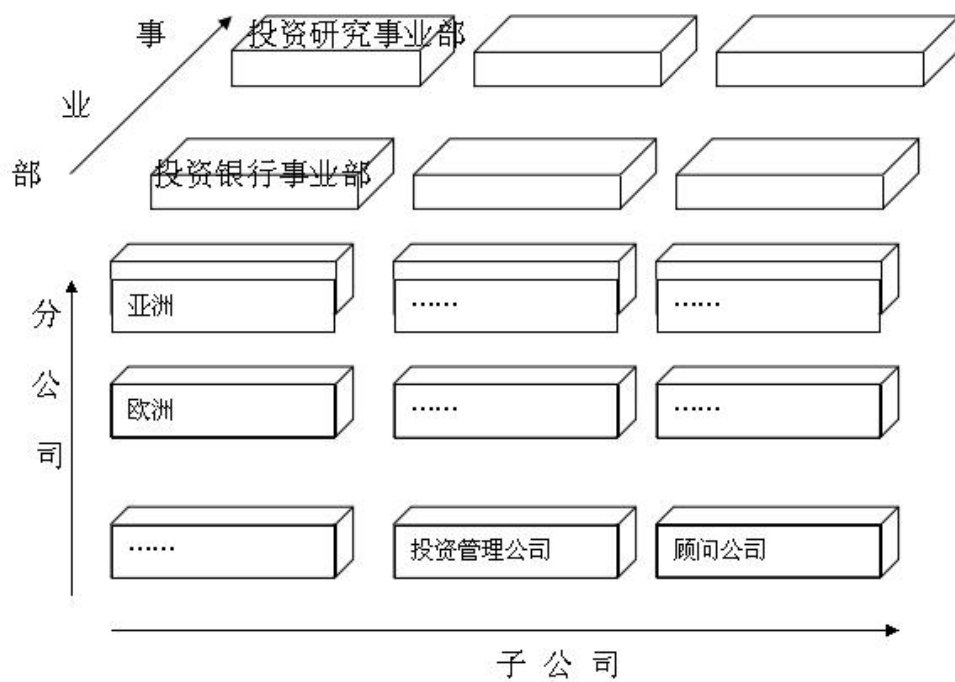 事业部
投资研究事业部
投资银行事业部
分公司
亚洲
……
……
欧洲
……
……
……
投资管理公司
顾问公司
子公司